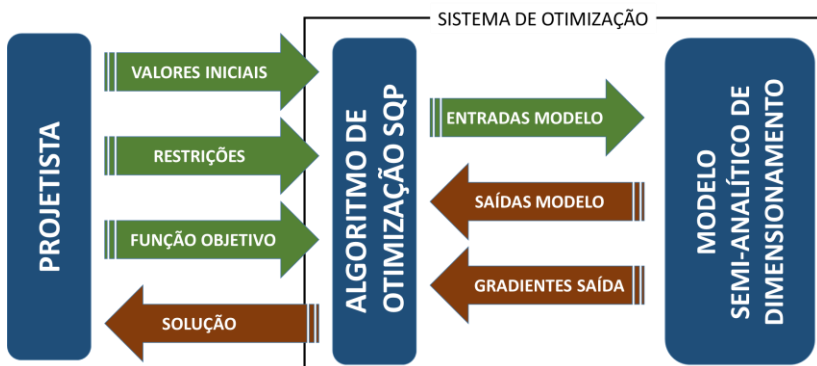 SISTEMA DE OTIMIZAÇÃO
PROJETISTA
VALORES INICIAIS
RESTRIÇÕES
FUNÇÃO OBJETIVO
SOLUÇÃO
ALGORITMO DE
OTIMIZAÇÃO SQP
ENTRADAS MODELO
SAÍDAS MODELO
GRADIENTES SAÍDA
MODELO
SEMI-ANALÍTICO DE
DIMENSIONAMENTO